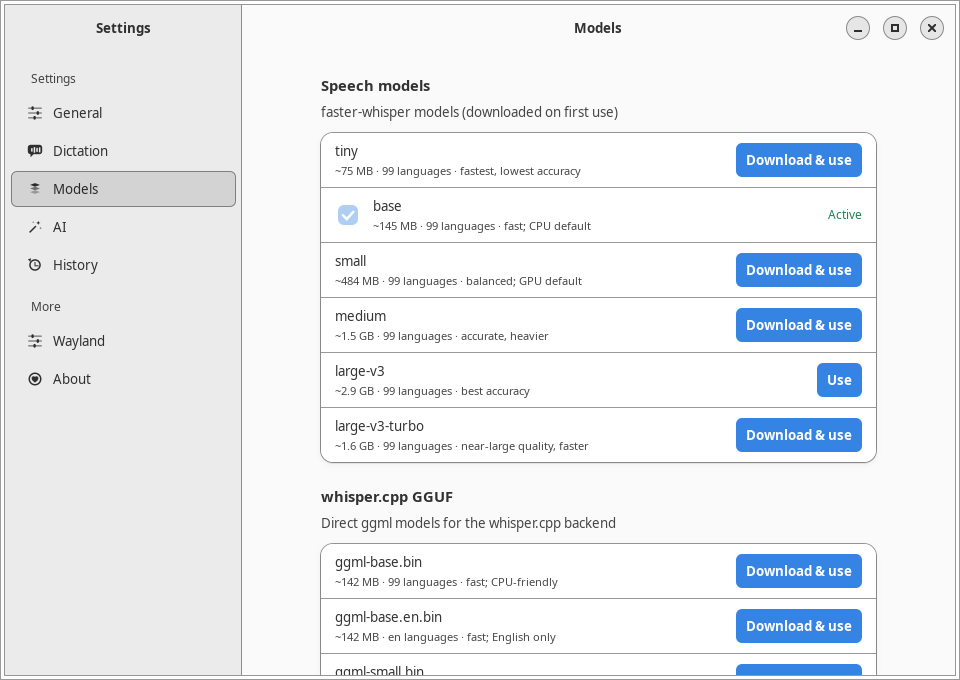 Settings
Models
Settings
General
Dictation
Models
AI
History
More
Wayland
About
Speech models
faster-whisper models (downloaded on first use)
tiny
~75 MB · 99 languages · fastest, lowest accuracy
Download & use
base
~145 MB · 99 languages · fast; CPU default
Active
small
~484 MB · 99 languages · balanced; GPU default
Download & use
medium
~1.5 GB · 99 languages · accurate, heavier
Download & use
large-v3
~2.9 GB · 99 languages · best accuracy
Use
large-v3-turbo
~1.6 GB · 99 languages · near-large quality, faster
Download & use
whisper.cpp GGUF
Direct ggml models for the whisper.cpp backend
ggml-base.bin
~142 MB · 99 languages · fast; CPU-friendly
Download & use
ggml-base.en.bin
~142 MB · en languages · fast; English only
Download & use
ggml-small.bin